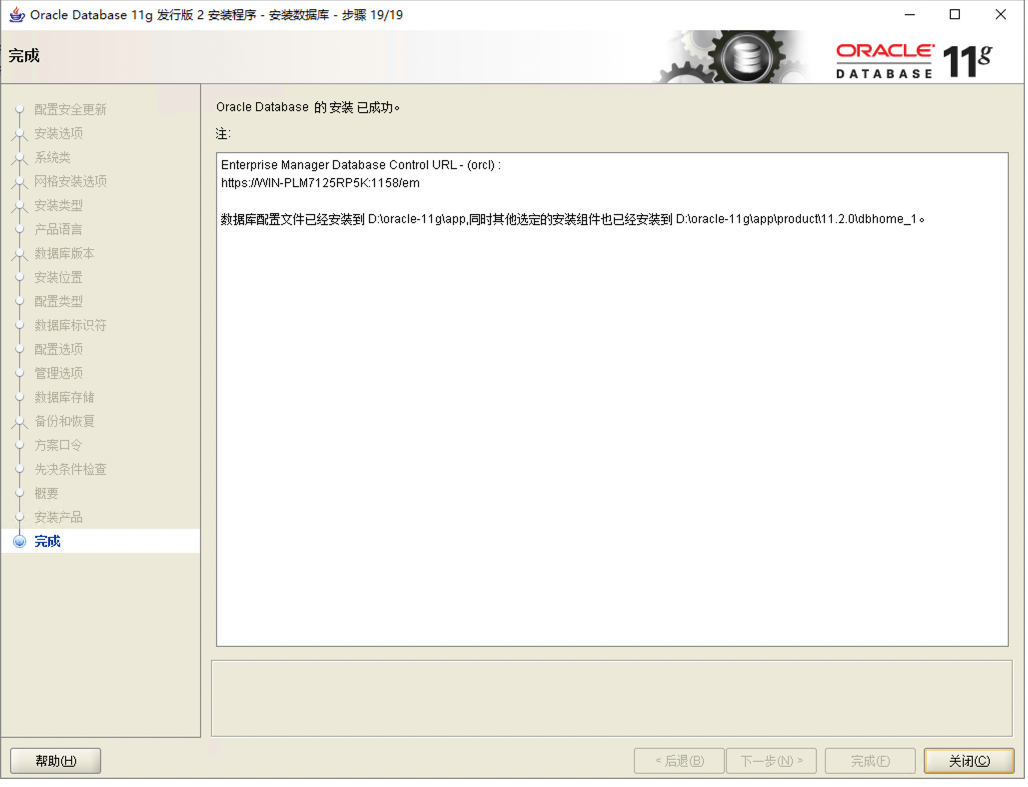 Oracle Database 11g 发行版 2 安装程序 - 安装数据库 - 步骤 19/19
完成
ORACLE
DATABASE
11g
配置安全更新
安装选项
系统类
网格安装选项
安装类型
产品语言
数据库版本
安装位置
配置类型
数据库标识符
配置选项
管理选项
数据库存储
备份和恢复
方案口令
先决条件检查
概要
安装产品
完成
Oracle Database 的 安装 已成功。
注:
Enterprise Manager Database Control URL - (orcl) :
https://WIN-PLM7125RP5K:1158/em
数据库配置文件已经安装到 D:\oracle-11g\app,同时其他选定的安装组件也已经安装到 D:\oracle-11g\app\product\11.2.0\dbhome_1。
帮助(H)
< 后退(B)
下一步(N) >
完成(F)
关闭(C)